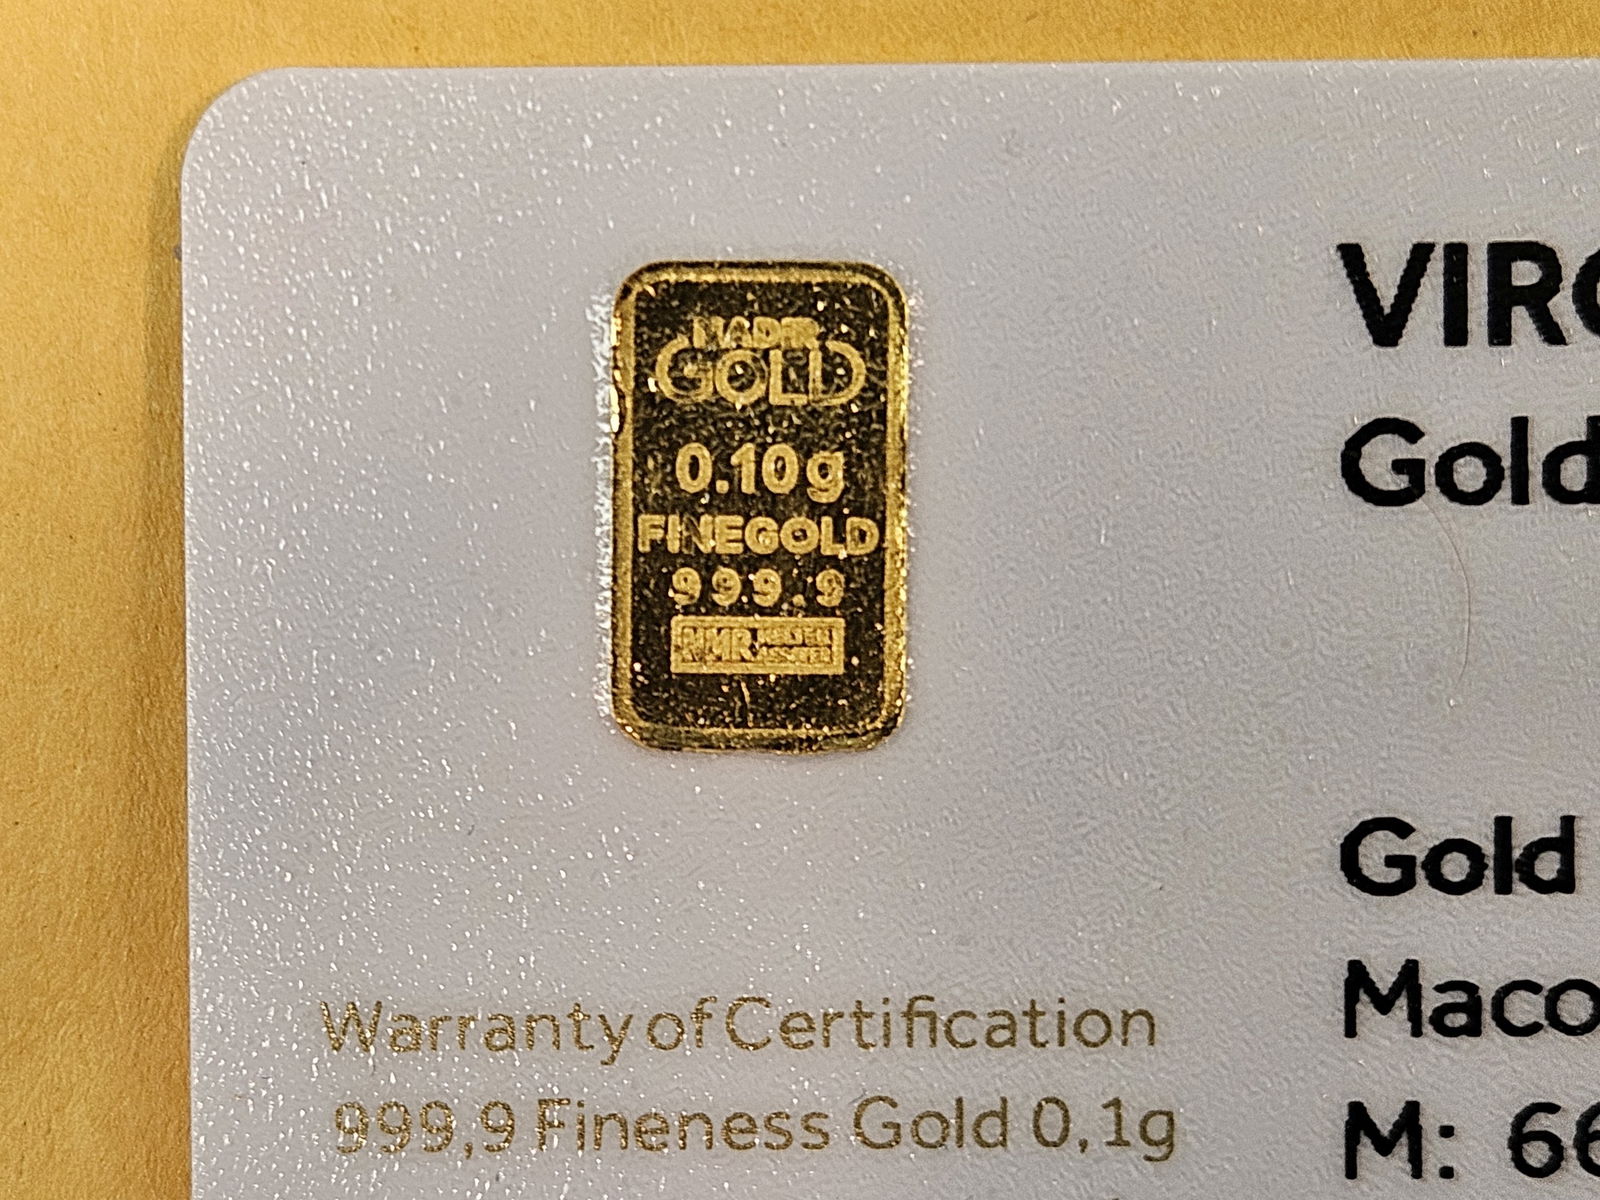 NADIR
GOLD
0.10g
FINEGOLD
999.9
NMR
Warranty of Certification
999,9 Fineness Gold 0,1g
VIR
Gold
Gold
Maco
M: 66